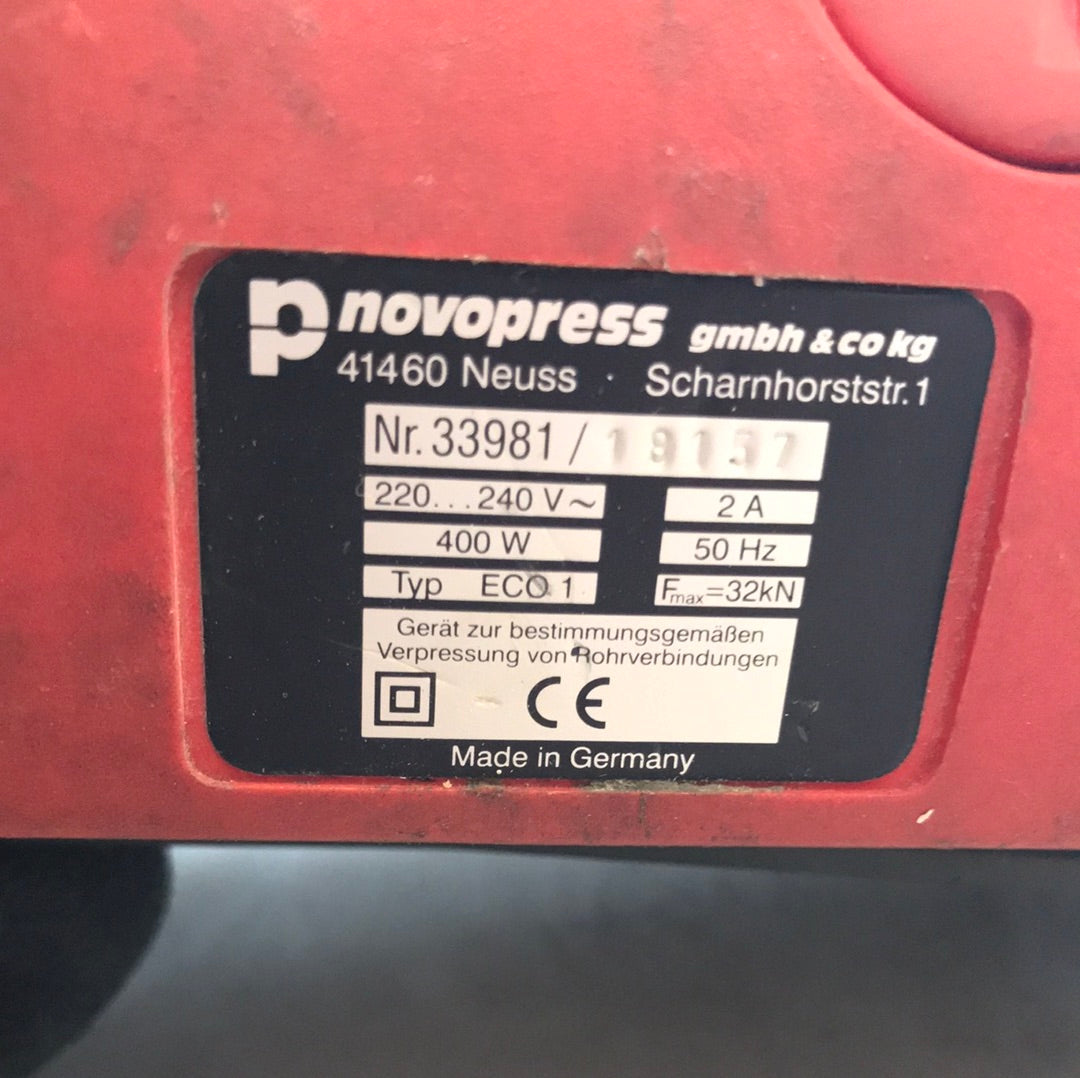 novopress gmbh & co kg
41460 Neuss · Scharnhorststr. 1
Nr. 33981 / 19137
220...240 V ~ 2 A
400 W 50 Hz
Typ ECO 1 Fmax=32kN
Gerät zur bestimmungsgemäßen
Verpressung von Rohrverbindungen
CE
Made in Germany